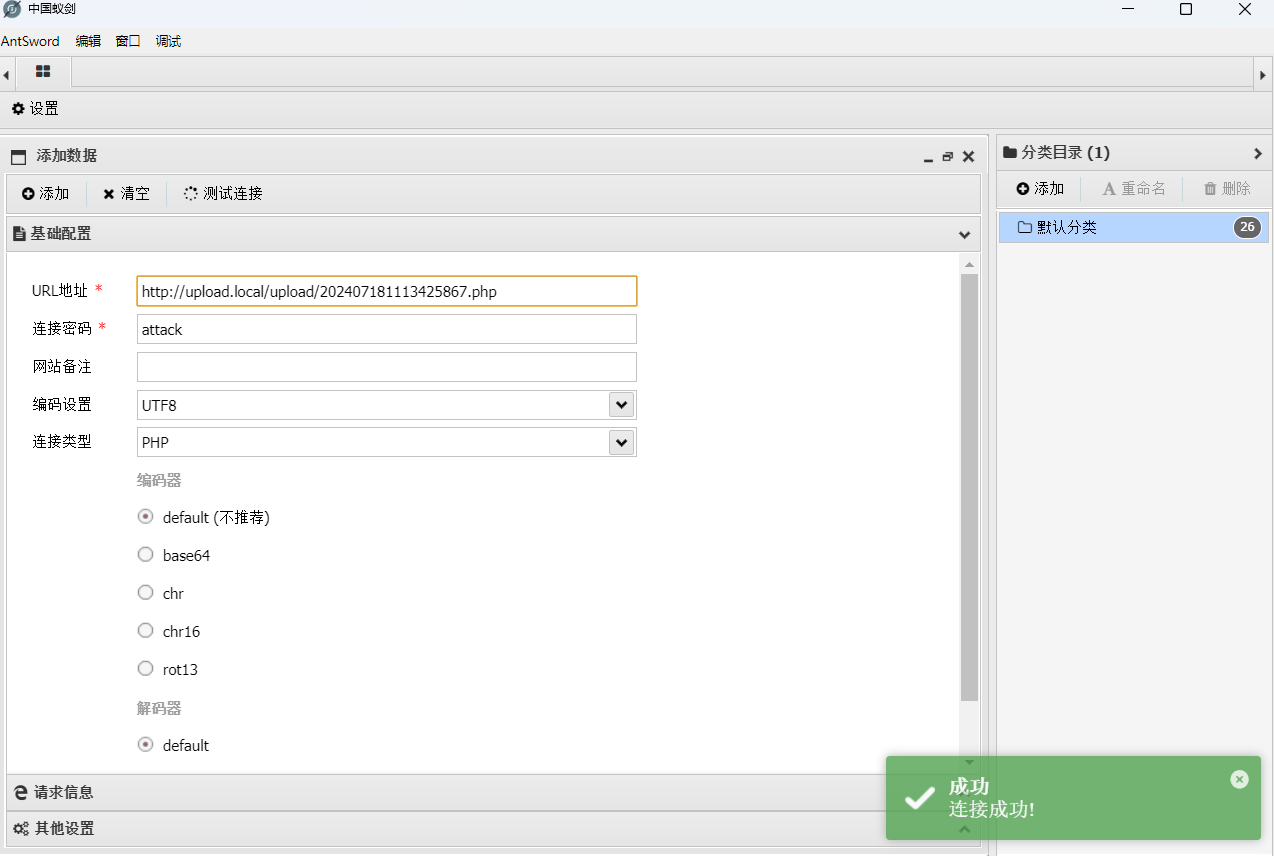 中国蚁剑
AntSword 编辑 窗口 调试
设置
添加数据
添加 清空 测试连接
基础配置
URL地址 * http://upload.local/upload/202407181113425867.php
连接密码 * attack
网站备注
编码设置 UTF8
连接类型 PHP
编码器
default (不推荐)
base64
chr
chr16
rot13
解码器
default
请求信息
其他设置
分类目录 (1)
添加 重命名 删除
默认分类 26
成功
连接成功!